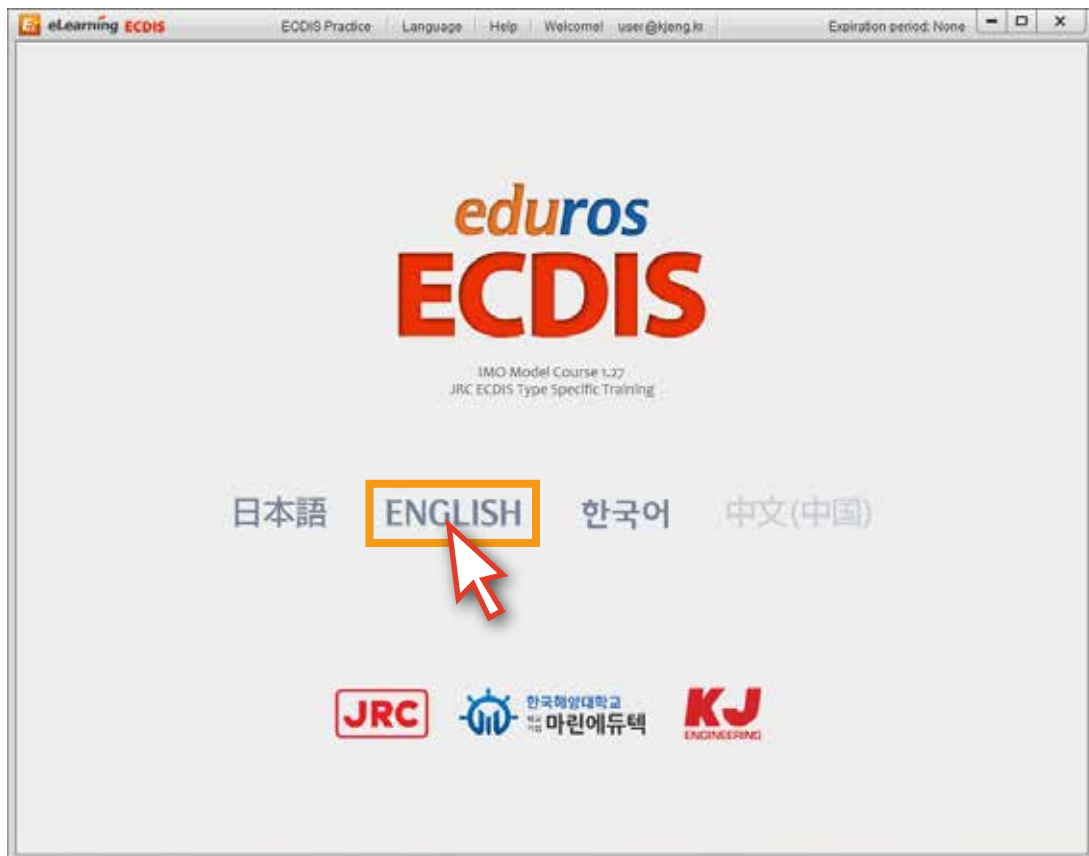 eLearning ECDIS ECDIS Practice Language Help Welcome! user@kjeng.kr Expiration period: None
eduros
ECDIS
IMO Model Course 1.27
JRC ECDIS Type Specific Training
日本語 ENGLISH 한국어 中文(中国)
JRC 한국해양대학교 KJ
마린에듀텍 ENGINEERING